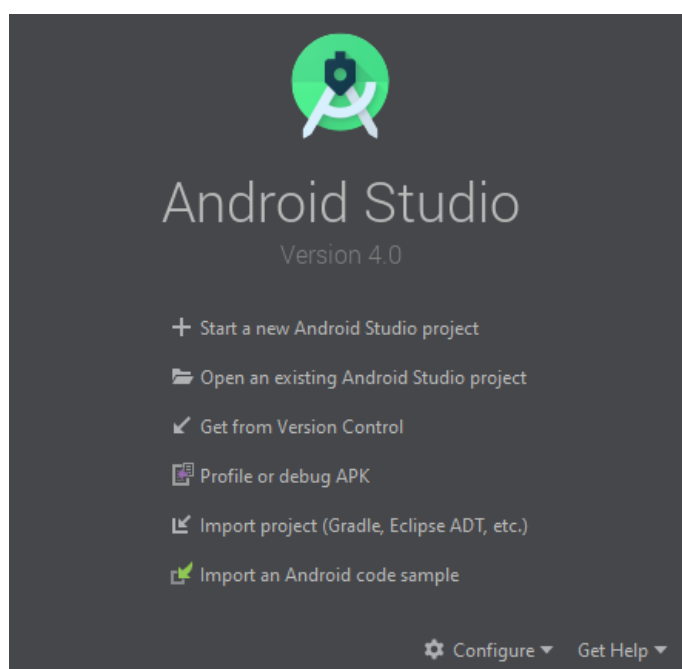 Android Studio
Version 4.0
Start a new Android Studio project
Open an existing Android Studio project
Get from Version Control
Profile or debug APK
Import project (Gradle, Eclipse ADT, etc.)
Import an Android code sample
Configure Get Help